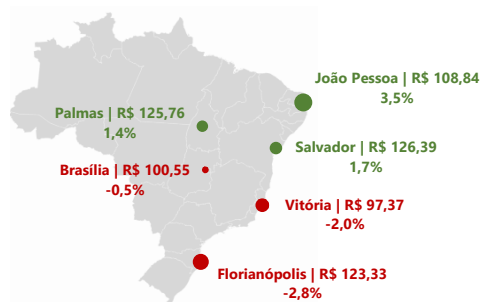 João Pessoa | R$ 108,84
3,5%
Palmas | R$ 125,76
1,4%
Salvador | R$ 126,39
1,7%
Brasília | R$ 100,55
-0,5%
Vitória | R$ 97,37
-2,0%
Florianópolis | R$ 123,33
-2,8%